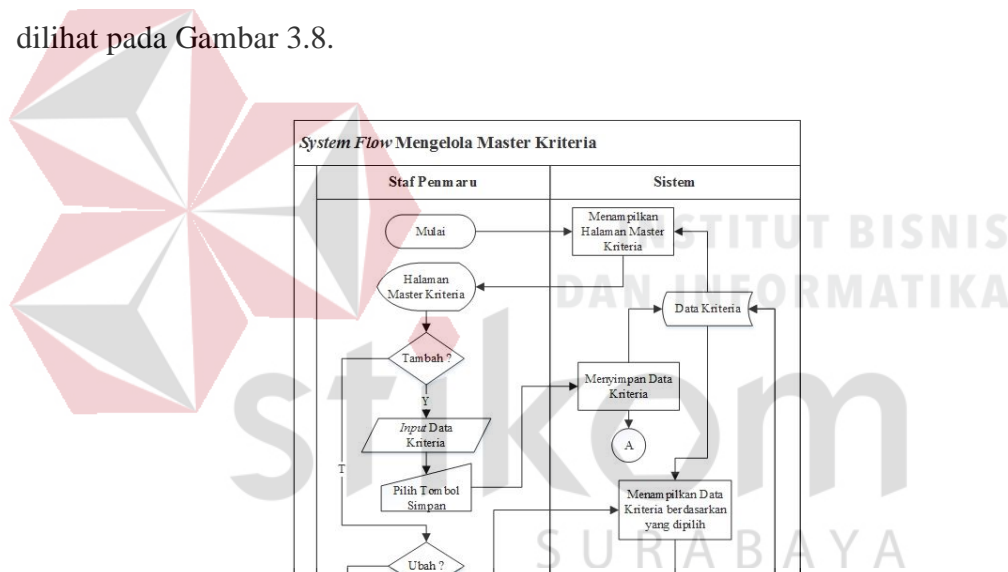 dilihat pada Gambar 3.8.
System Flow Mengelola Master Kriteria
Staf Penmaru
Sistem
Mulai
Menampilkan
Halaman Master
Kriteria
Halaman
Master Kriteria
Data Kriteria
Tambah ?
Menyimpan Data
Kriteria
Y
Input Data
Kriteria
A
T
Pilih Tombol
Simpan
Menampilkan Data
Kriteria berdasarkan
yang dipilih
Ubah ?
INSTITUT BISNIS
DAN INFORMATIKA
stikom
SURABAYA